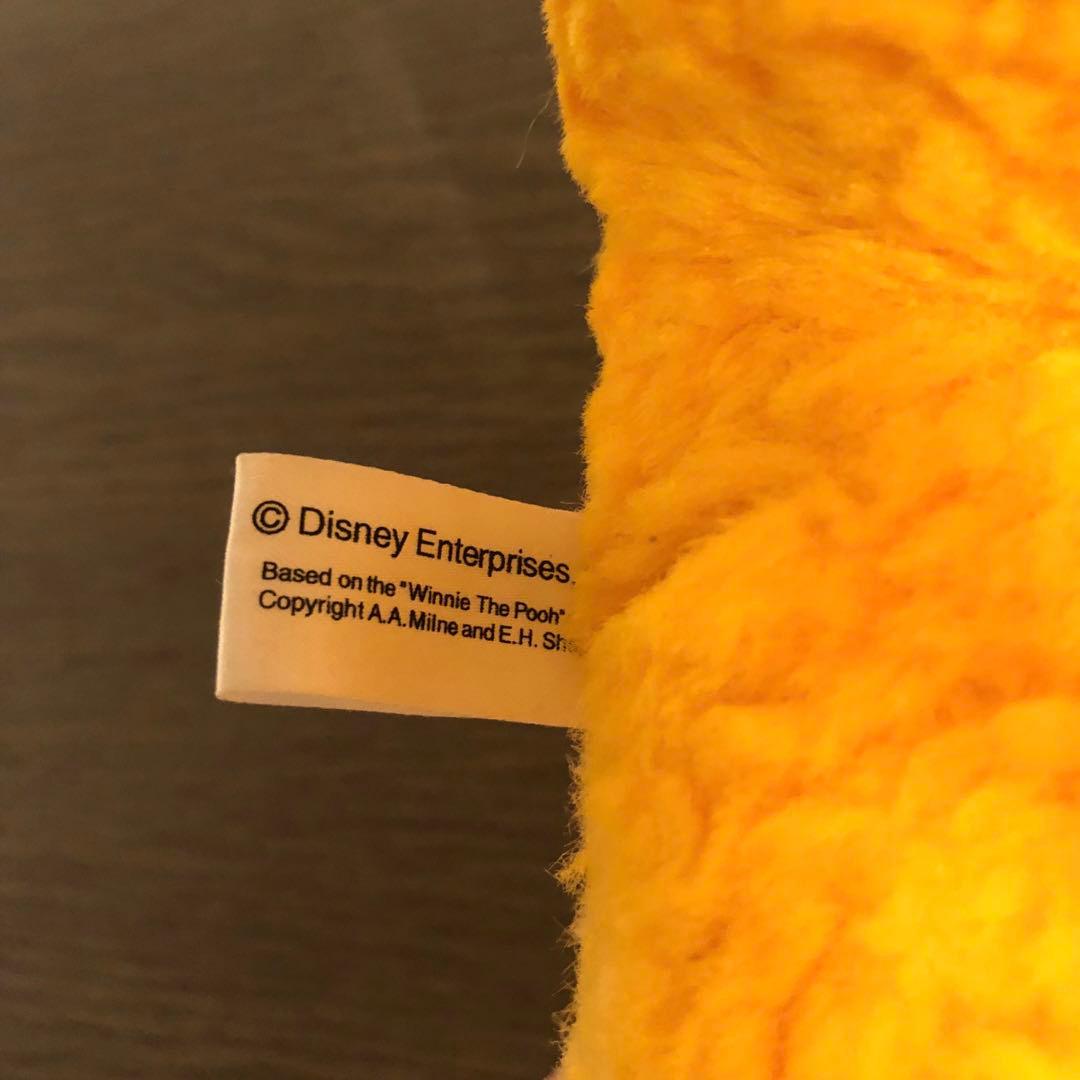 © Disney Enterprises.
Based on the "Winnie The Pooh"
Copyright A.A.Milne and E.H.